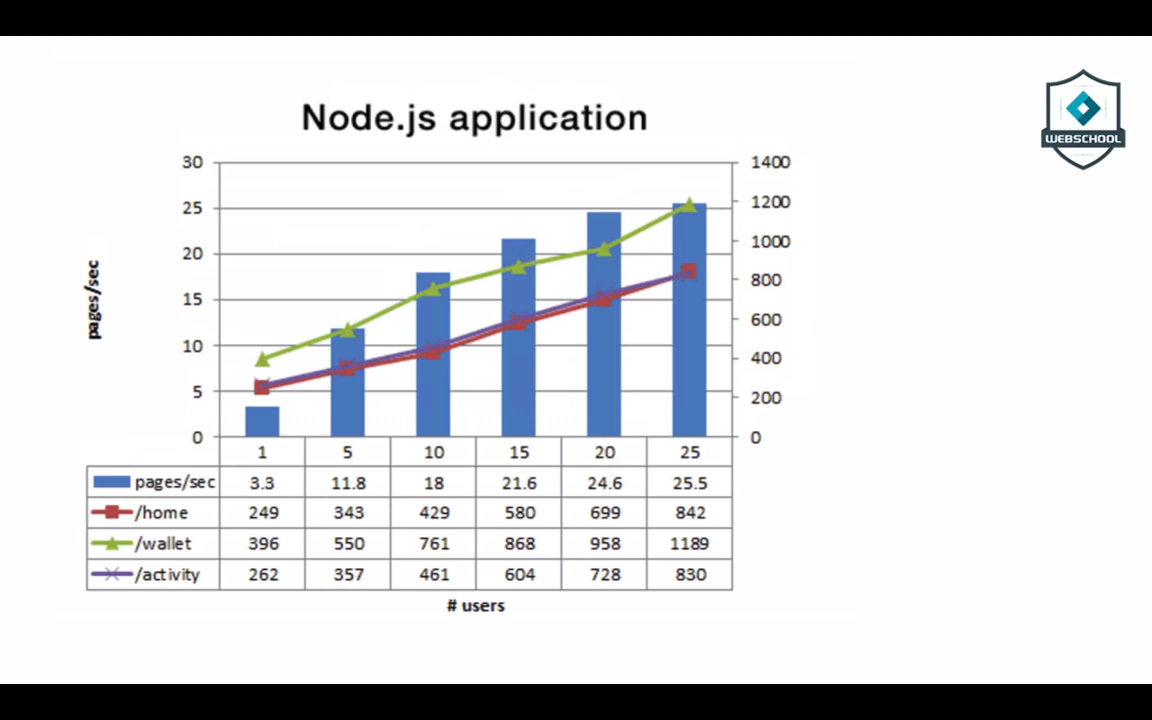 WEBSCHOOL
Node.js application
30 1400
25 1200
20 1000
15 800
10 600
5 400
0 200
0
pages/sec
1 5 10 15 20 25
pages/sec 3.3 11.8 18 21.6 24.6 25.5
/home 249 343 429 580 699 842
/wallet 396 550 761 868 958 1189
/activity 262 357 461 604 728 830
# users